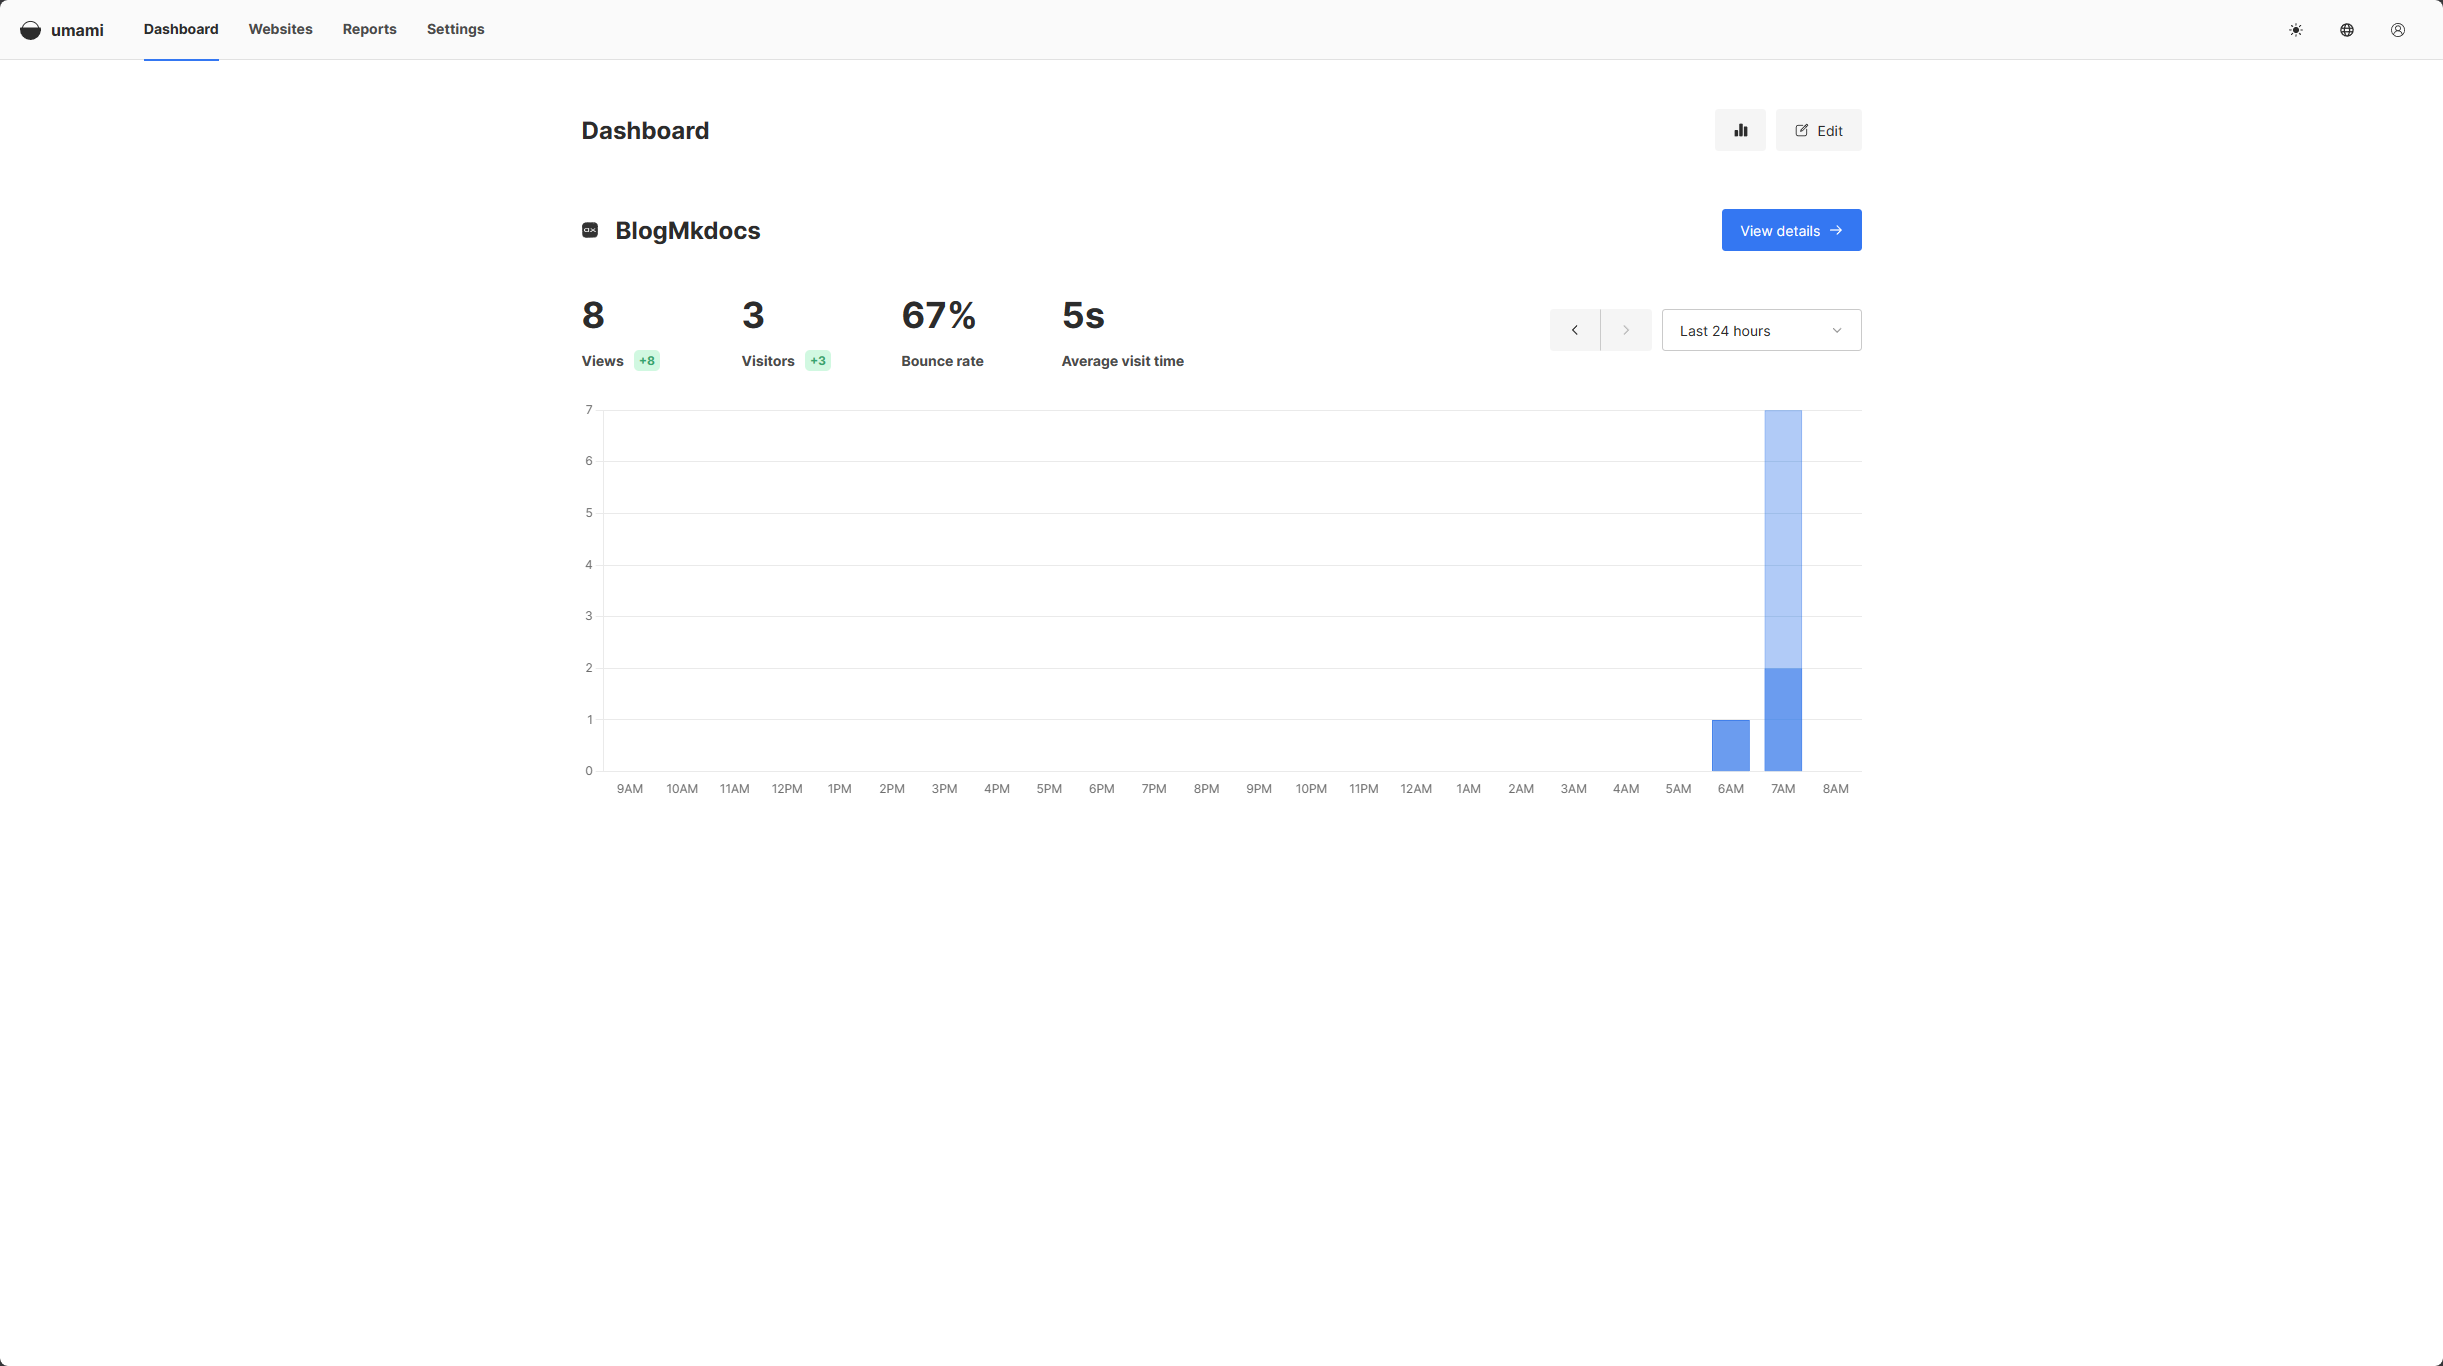 umami Dashboard Websites Reports Settings
Dashboard Edit
BlogMkdocs View details
8 3 67% 5s
Last 24 hours
Views +8 Visitors +3 Bounce rate Average visit time
7
6
5
4
3
2
1
0
9AM 10AM 11AM 12PM 1PM 2PM 3PM 4PM 5PM 6PM 7PM 8PM 9PM 10PM 11PM 12AM 1AM 2AM 3AM 4AM 5AM 6AM 7AM 8AM